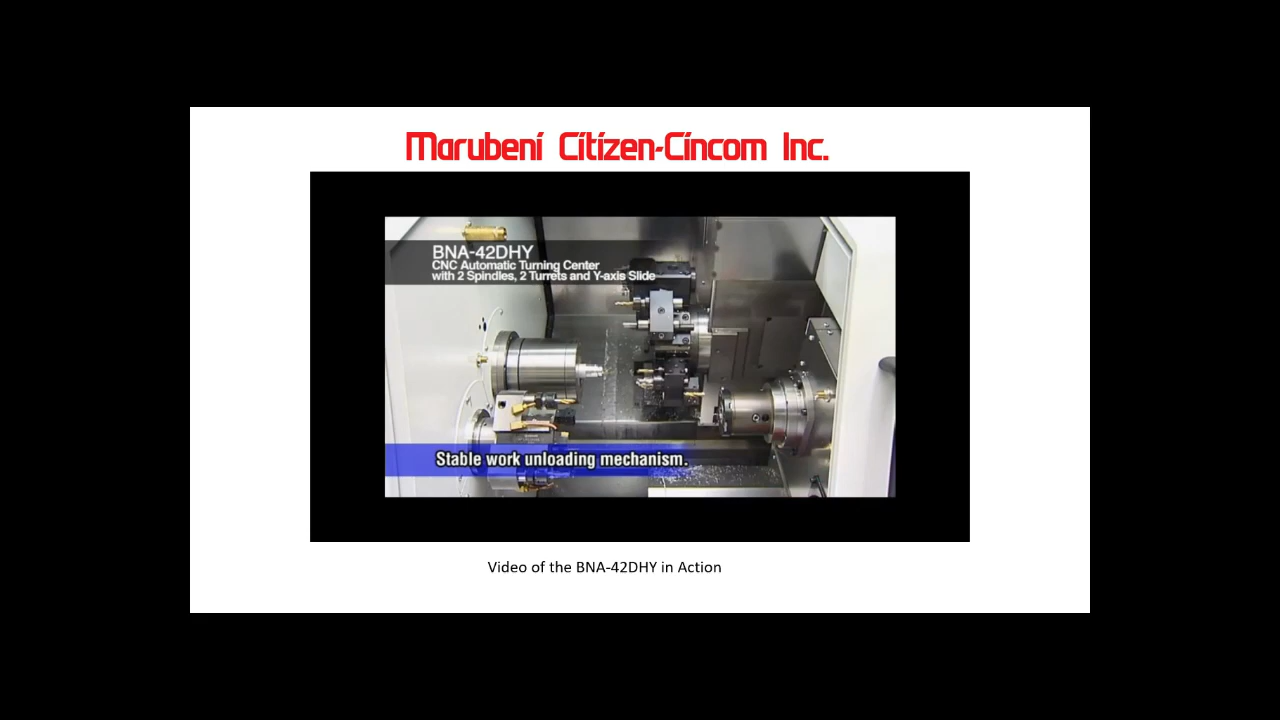 Marubeni Citizen-Cincom Inc.
BNA-42DHY
CNC Automatic Turning Center
with 2 Spindles, 2 Turrets and Y-axis Slide
Stable work unloading mechanism.
Video of the BNA-42DHY in Action